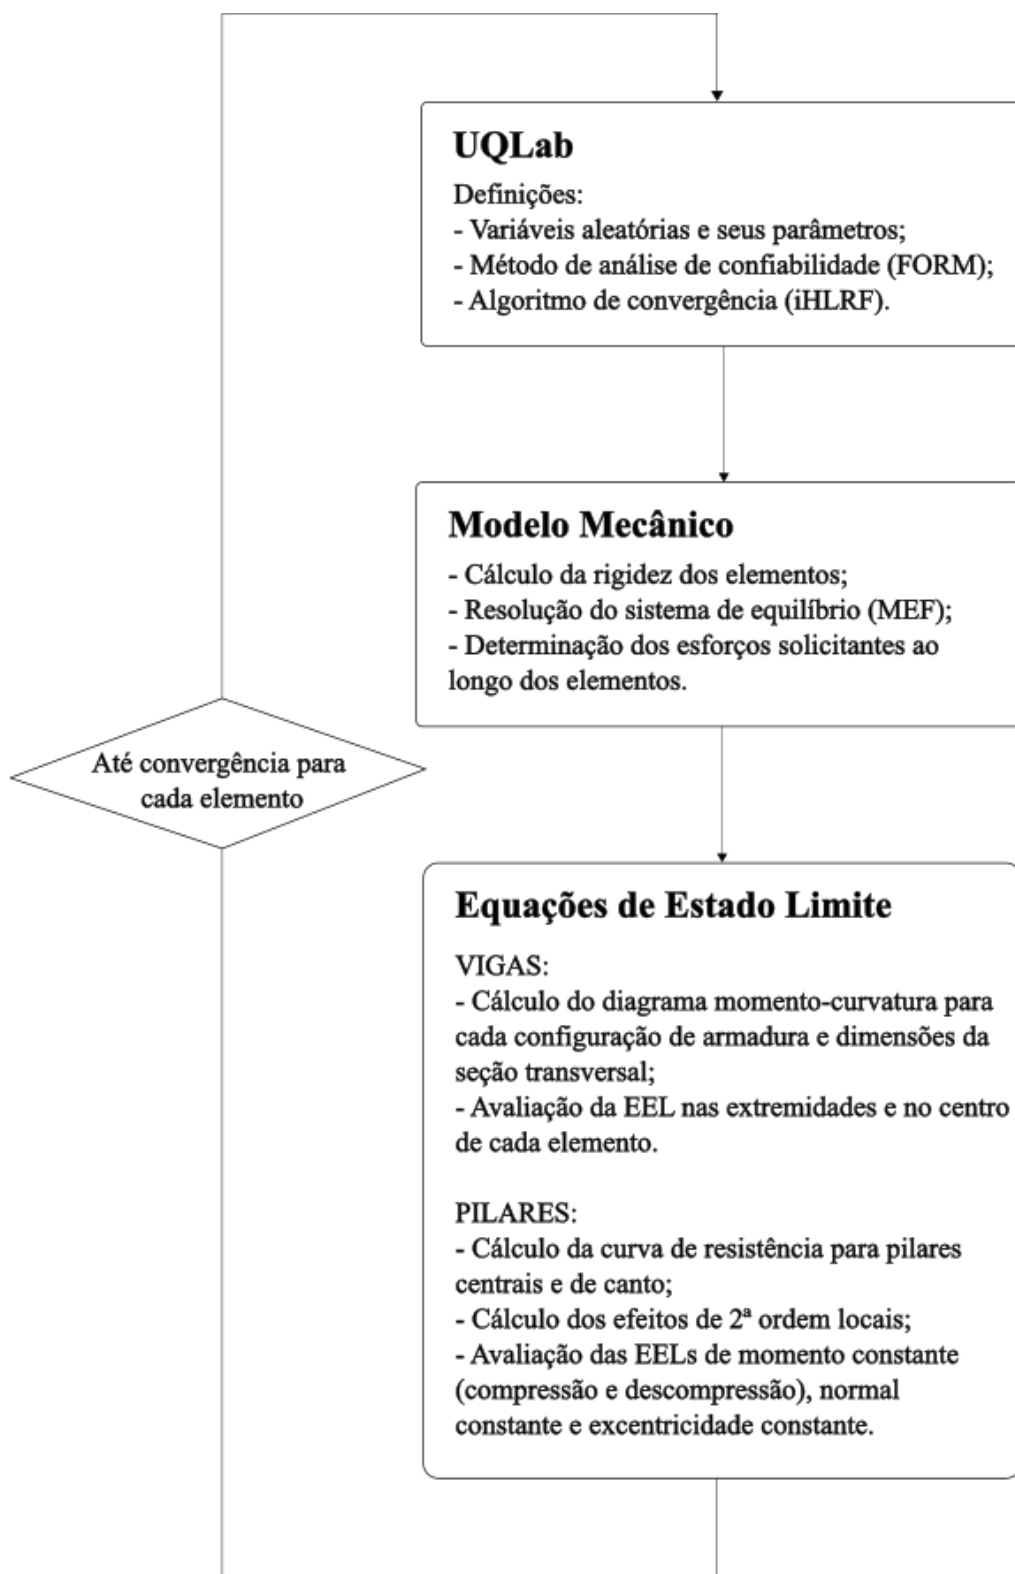 UQLab
Definições:
- Variáveis aleatórias e seus parâmetros;
- Método de análise de confiabilidade (FORM);
- Algoritmo de convergência (iHLRF).
Modelo Mecânico
- Cálculo da rigidez dos elementos;
- Resolução do sistema de equilíbrio (MEF);
- Determinação dos esforços solicitantes ao
longo dos elementos.
Até convergência para
cada elemento
Equações de Estado Limite
VIGAS:
- Cálculo do diagrama momento-curvatura para
cada configuração de armadura e dimensões da
seção transversal;
- Avaliação da EEL nas extremidades e no centro
de cada elemento.
PILARES:
- Cálculo da curva de resistência para pilares
centrais e de canto;
- Cálculo dos efeitos de 2ª ordem locais;
- Avaliação das EELs de momento constante
(compressão e descompressão), normal
constante e excentricidade constante.